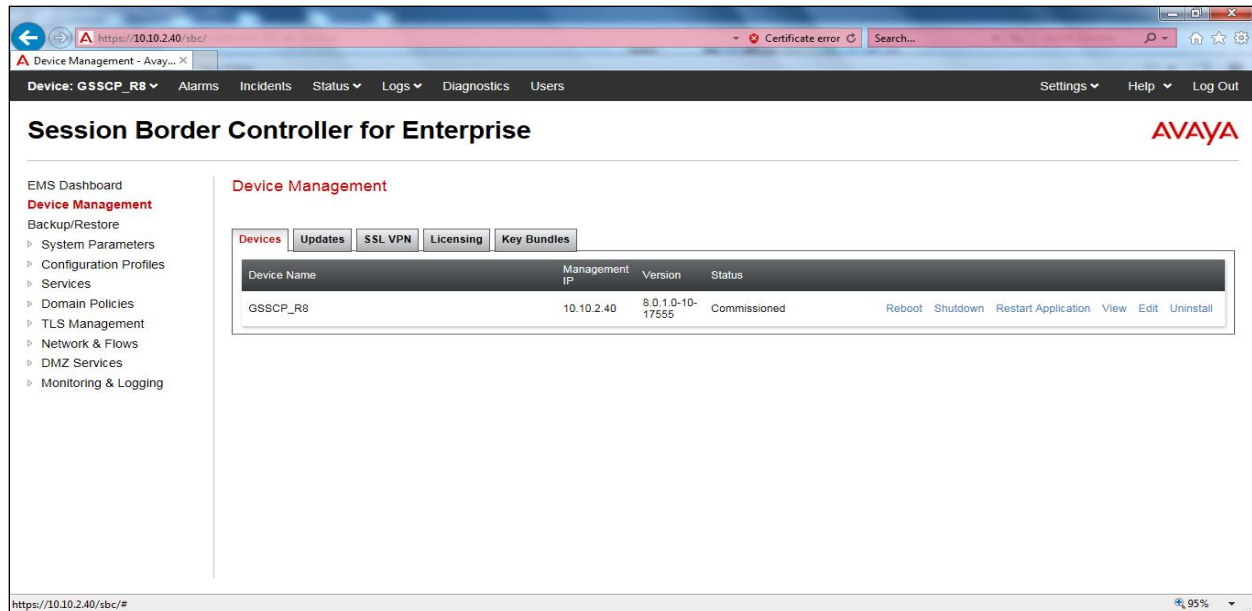 https://10.10.2.40/sbc/
Certificate error
Search...
Device Management - Avay...
Device: GSSCP_R8 Alarms Incidents Status Logs Diagnostics Users Settings Help Log Out
Session Border Controller for Enterprise
AVAYA
EMS Dashboard
Device Management
Backup/Restore
System Parameters
Configuration Profiles
Services
Domain Policies
TLS Management
Network & Flows
DMZ Services
Monitoring & Logging
Device Management
Devices Updates SSL VPN Licensing Key Bundles
Device Name Management IP Version Status
GSSCP_R8 10.10.2.40 8.0.1.0-10-17555 Commissioned Reboot Shutdown Restart Application View Edit Uninstall
https://10.10.2.40/sbc/#
95%